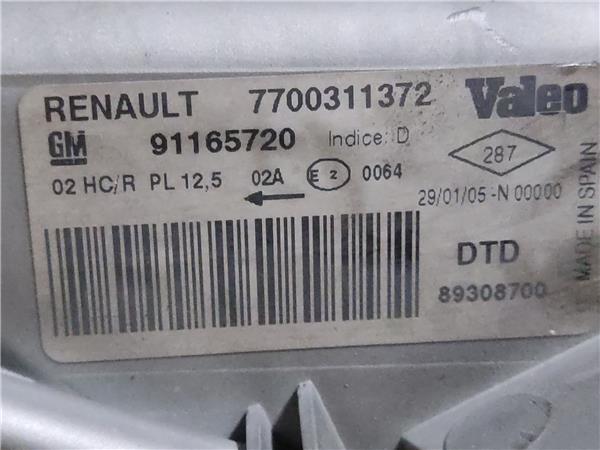 RENAULT 7700311372 Valeo
GM 91165720 Indice: D
287
02 HC/R PL 12,5 02A E 2 0064
29/01/05 -N 00000
DTD
89308700
MADE IN SPAIN